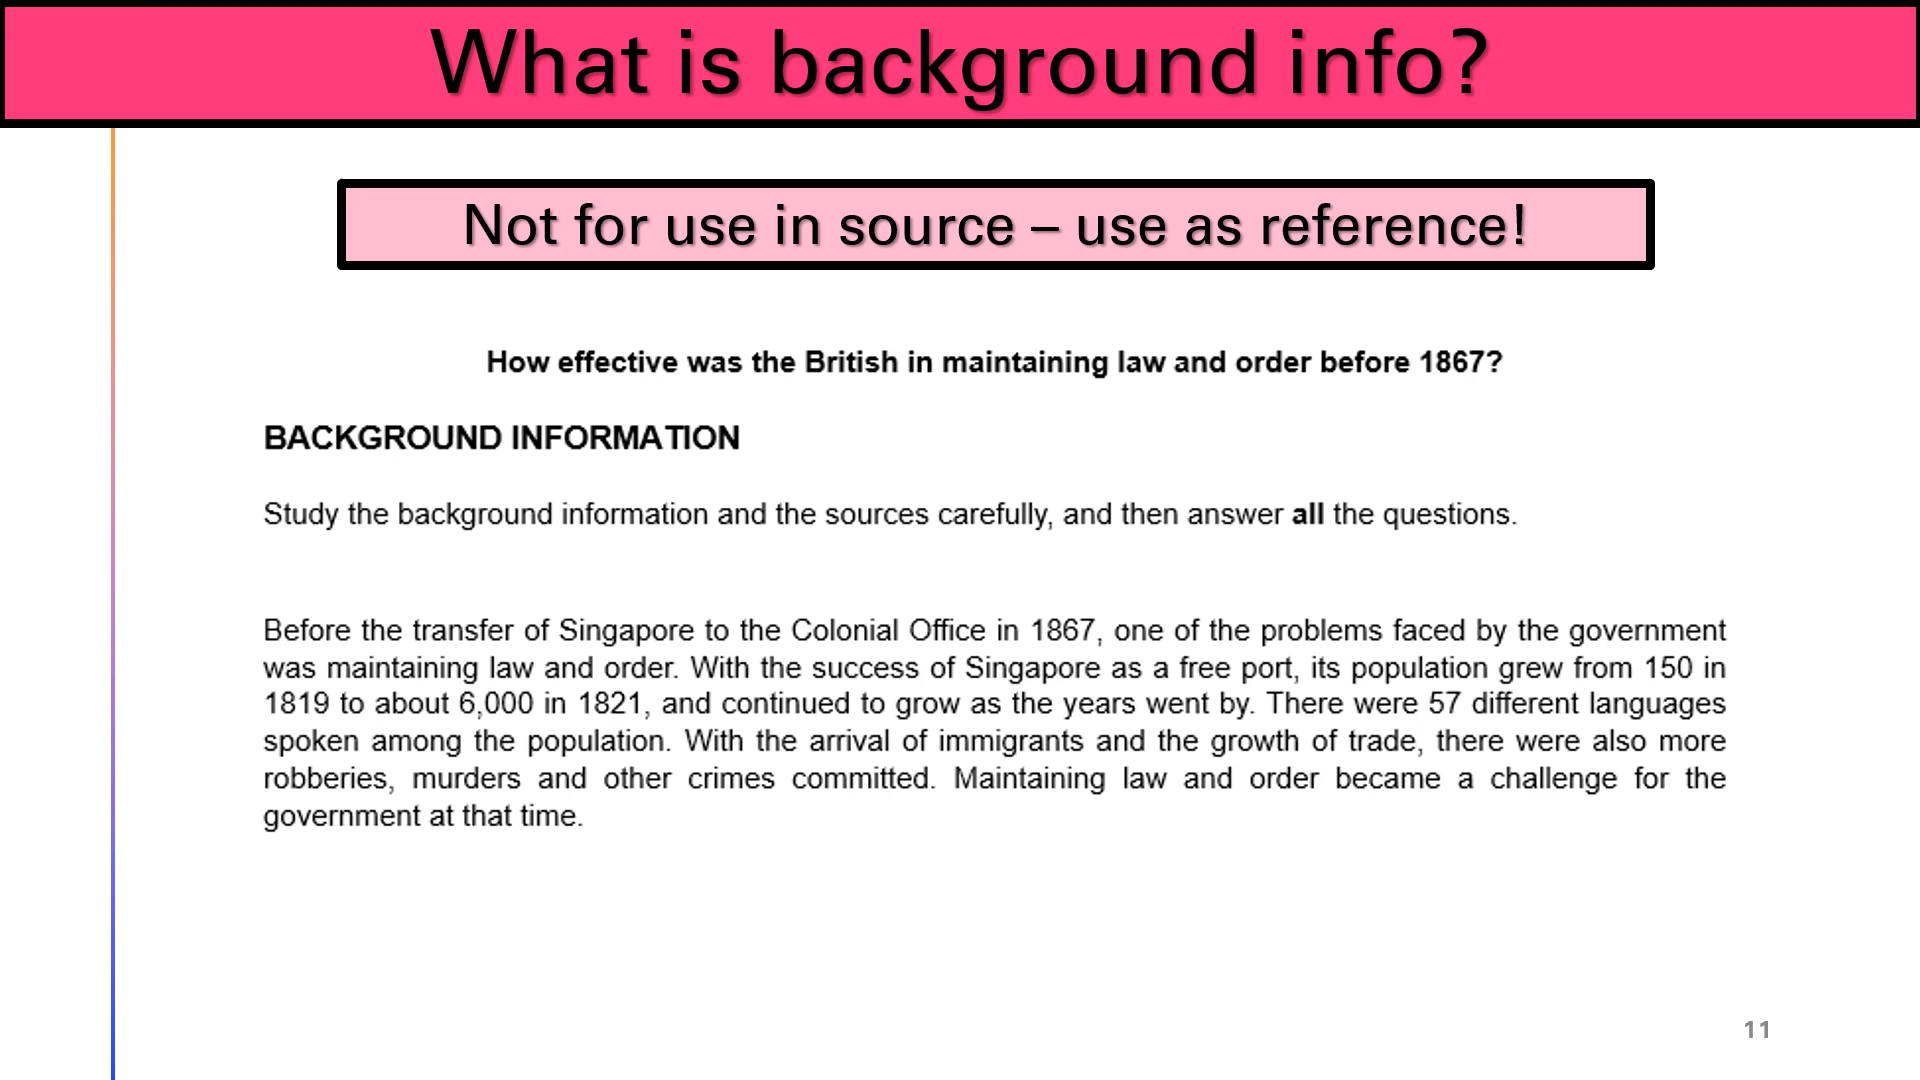 What is background info?
Not for use in source – use as reference!
How effective was the British in maintaining law and order before 1867?
BACKGROUND INFORMATION
Study the background information and the sources carefully, and then answer all the questions.
Before the transfer of Singapore to the Colonial Office in 1867, one of the problems faced by the government
was maintaining law and order. With the success of Singapore as a free port, its population grew from 150 in
1819 to about 6,000 in 1821, and continued to grow as the years went by. There were 57 different languages
spoken among the population. With the arrival of immigrants and the growth of trade, there were also more
robberies, murders and other crimes committed. Maintaining law and order became a challenge for the
government at that time.
11